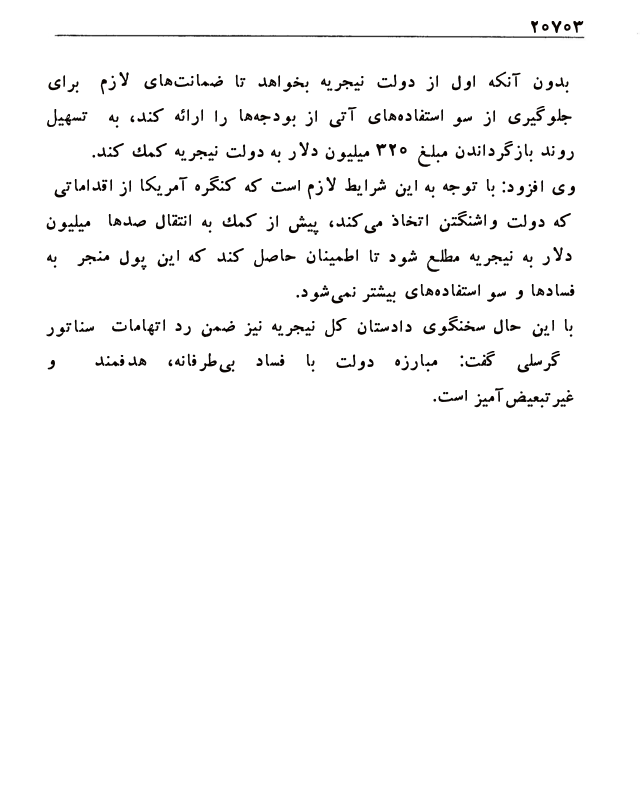 ۲۰۷۰۳
بدون آنکه اول از دولت نیجریه بخواهد تا ضمانت‌های لازم برای
جلوگیری از سو استفاده‌های آتی از بودجه‌ها را ارائه کند، به تسهیل
روند بازگرداندن مبلغ ۳۲۰ میلیون دلار به دولت نیجریه کمك کند.
وی افزود: با توجه به این شرایط لازم است که کنگره آمریکا از اقداماتی
که دولت واشنگتن اتخاذ می‌کند، پیش از کمك به انتقال صدها میلیون
دلار به نیجریه مطلع شود تا اطمینان حاصل کند که این پول منجر به
فسادها و سو استفاده‌های بیشتر نمی‌شود.
با این حال سخنگوی دادستان کل نیجریه نیز ضمن رد اتهامات سناتور
گرسلی گفت: مبارزه دولت با فساد بی‌طرفانه، هدفمند و
غیرتبعیض آمیز است.